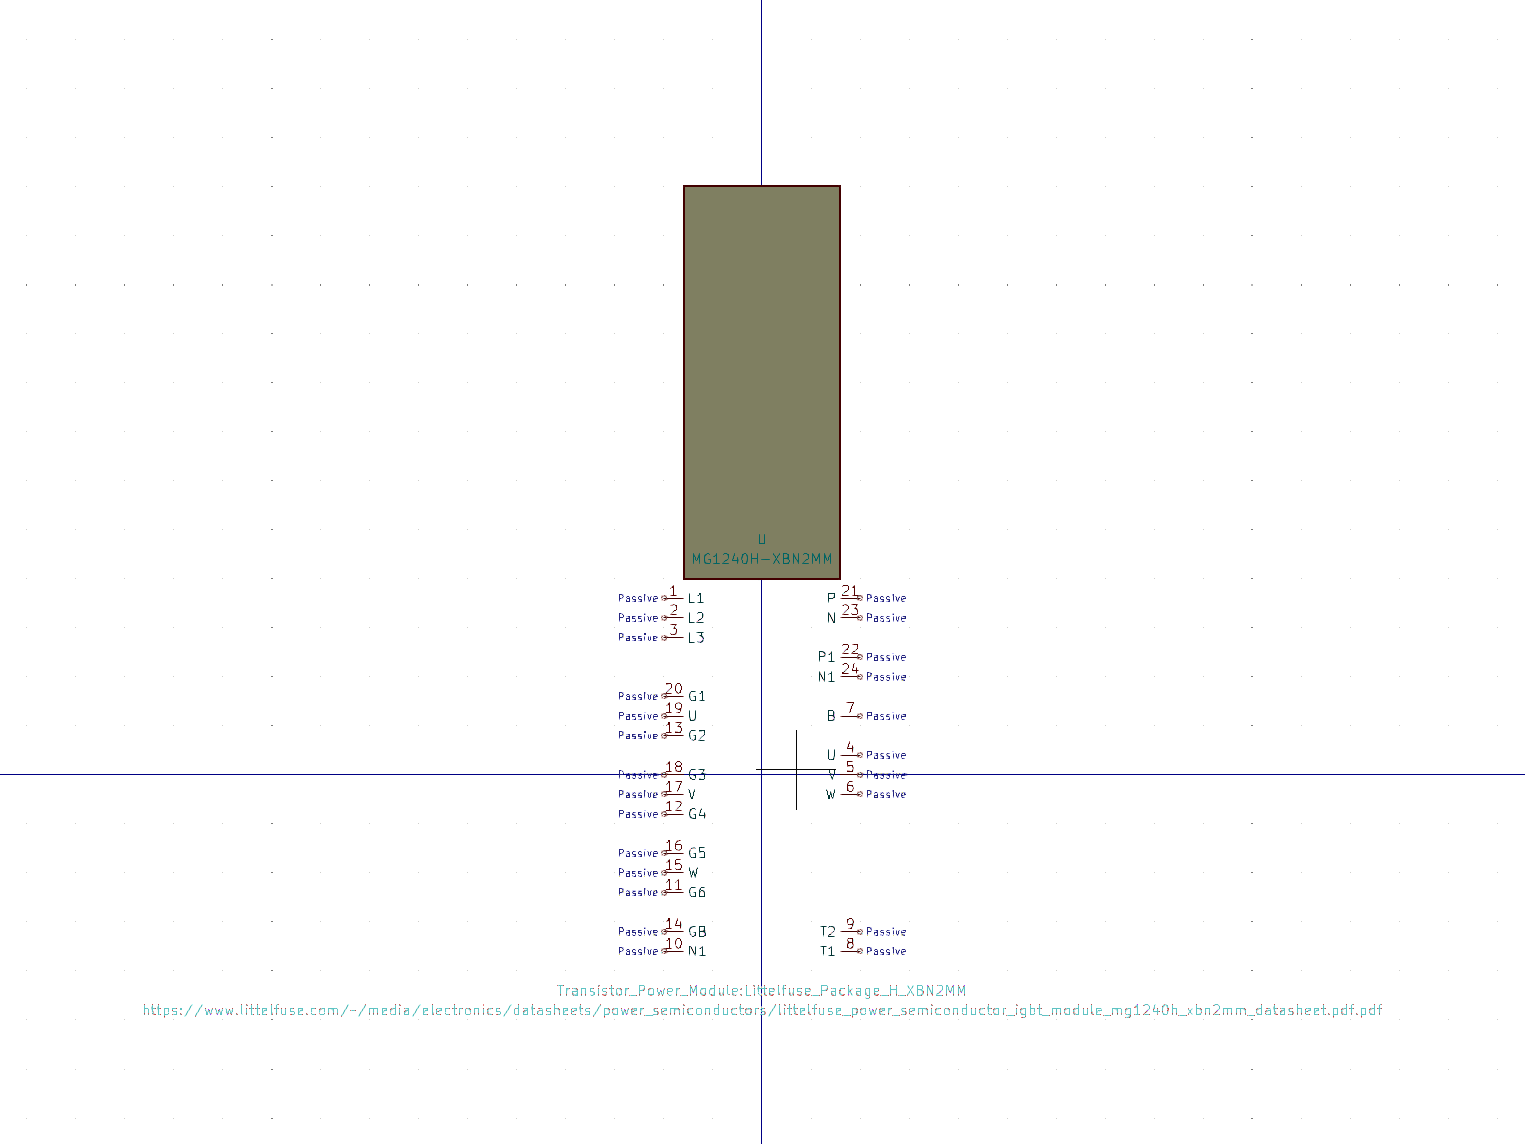 U
MG1240H-XBN2MM
Passive 1 L1 P 21 Passive
Passive 2 L2 N 23 Passive
Passive 3 L3
P1 22 Passive
N1 24 Passive
Passive 20 G1
Passive 19 U B 7 Passive
Passive 13 G2
U 4 Passive
Passive 18 G3 V 5 Passive
Passive 17 V W 6 Passive
Passive 12 G4
Passive 16 G5
Passive 15 W
Passive 11 G6
Passive 14 GB T2 9 Passive
Passive 10 N1 T1 8 Passive
Transistor_Power_Module:Littelfuse_Package_H_XBN2MM
https://www.littelfuse.com/~/media/electronics/datasheets/power_semiconductors/littelfuse_power_semiconductor_igbt_module_mg1240h_xbn2mm_datasheet.pdf.pdf